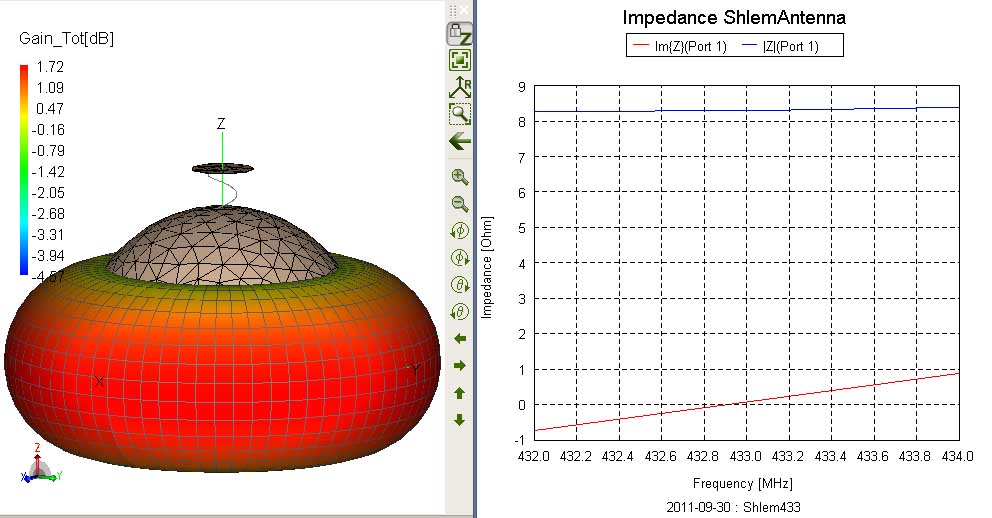 Gain_Tot[dB]
1.72
1.09
0.47
-0.16
-0.79
-1.42
-2.05
-2.68
-3.31
-3.94
Z
X
Y
Z
X
Y
Z
R
Φ
Φ
θ
θ
Impedance ShlemAntenna
Im{Z}(Port 1) |Z|(Port 1)
Impedance [Ohm]
9
8
7
6
5
4
3
2
1
0
-1
432.0 432.2 432.4 432.6 432.8 433.0 433.2 433.4 433.6 433.8 434.0
Frequency [MHz]
2011-09-30 : Shlem433